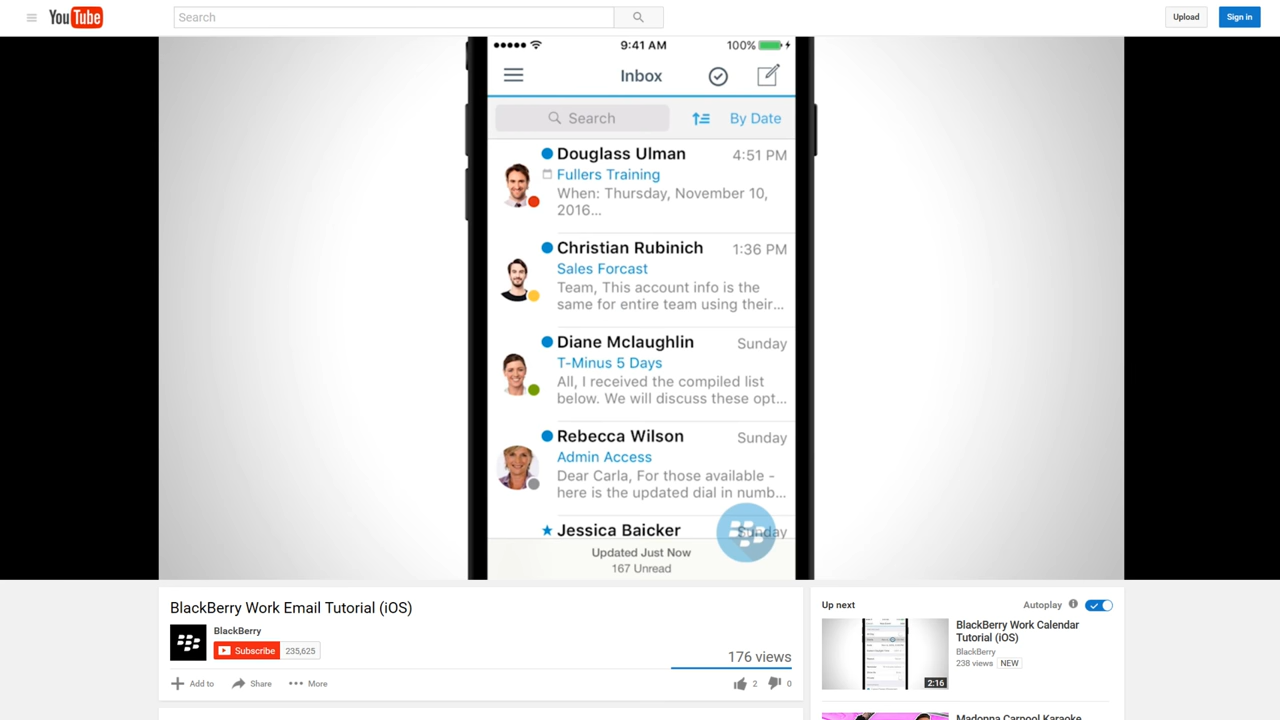 YouTube
Search
Upload
Sign in
9:41 AM
100%
Inbox
Search
By Date
Douglass Ulman 4:51 PM
Fullers Training
When: Thursday, November 10,
2016...
Christian Rubinich 1:36 PM
Sales Forcast
Team, This account info is the
same for entire team using their...
Diane Mclaughlin Sunday
T-Minus 5 Days
All, I received the compiled list
below. We will discuss these opt...
Rebecca Wilson Sunday
Admin Access
Dear Carla, For those available -
here is the updated dial in numb...
Jessica Baicker Sunday
Updated Just Now
167 Unread
BlackBerry Work Email Tutorial (iOS)
BlackBerry
Subscribe 235,625
176 views
Add to Share More
2 0
Up next Autoplay
BlackBerry Work Calendar
Tutorial (iOS)
BlackBerry
238 views NEW
2:16
Madonna Carpool Karaoke